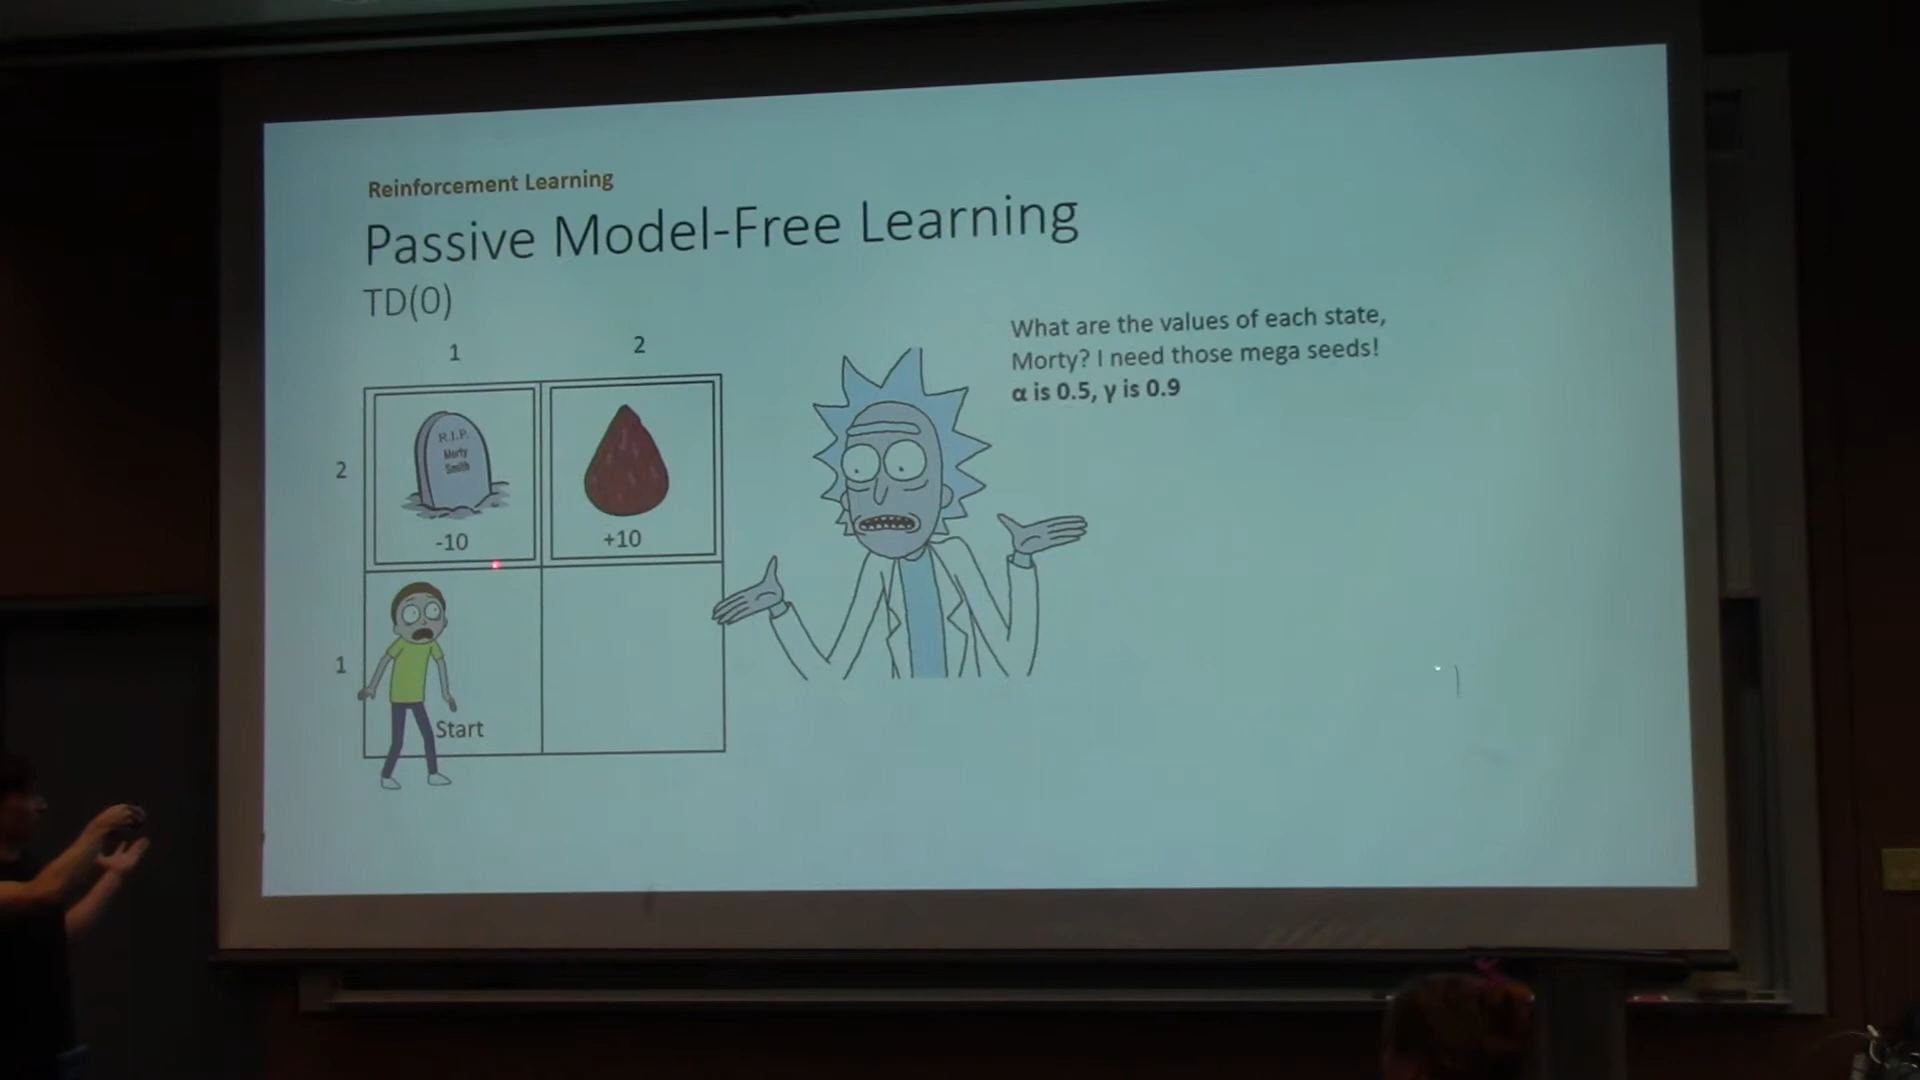 Reinforcement Learning
Passive Model-Free Learning
TD(0)
What are the values of each state,
Morty? I need those mega seeds!
α is 0.5, γ is 0.9
1
2
2
R.I.P.
Morty
Smith
-10
+10
1
Start